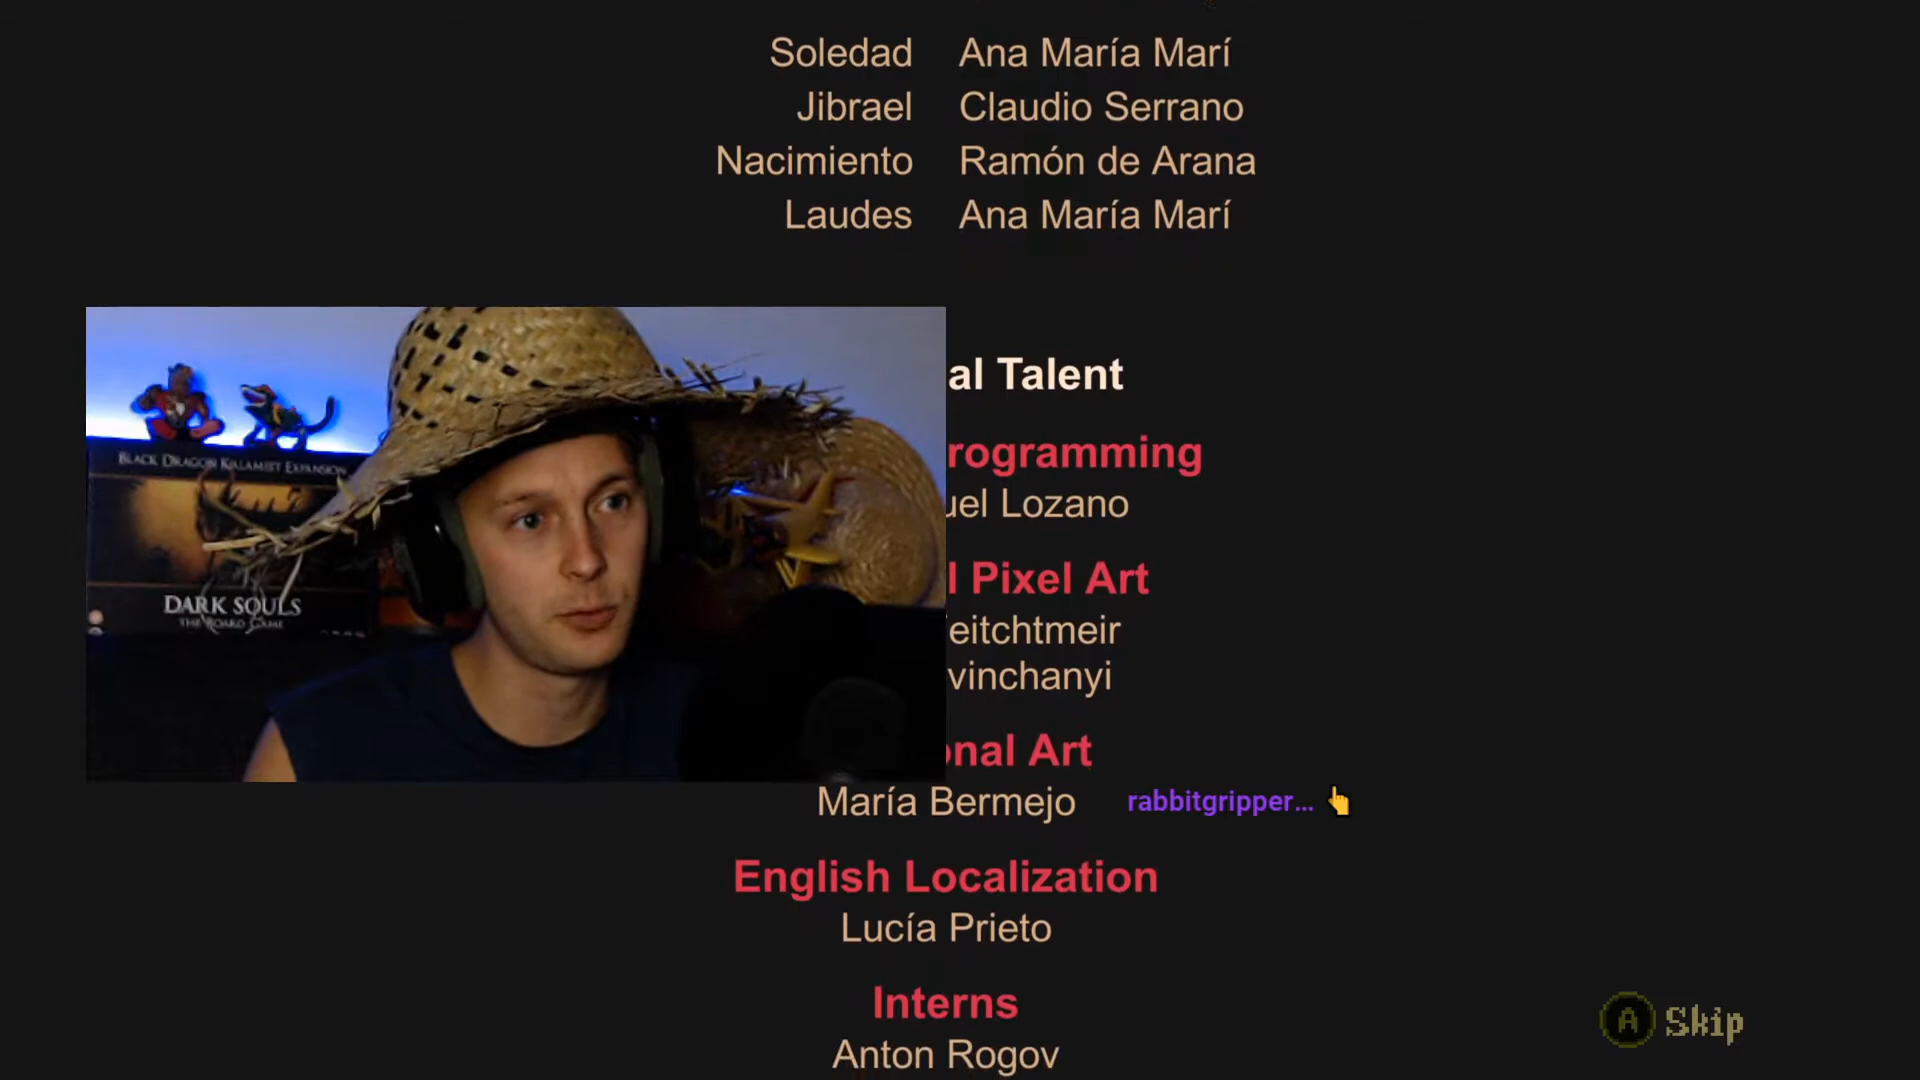 Soledad Ana María Marí
Jibrael Claudio Serrano
Nacimiento Ramón de Arana
Laudes Ana María Marí
al Talent
rogramming
uel Lozano
l Pixel Art
eitchtmeir
vinchanyi
onal Art
María Bermejo
rabbitgripper... 👆
English Localization
Lucía Prieto
Interns
Anton Rogov
A Skip
BLACK DRAGON KALAMEET EXPANSION
DARK SOULS
THE BOARD GAME